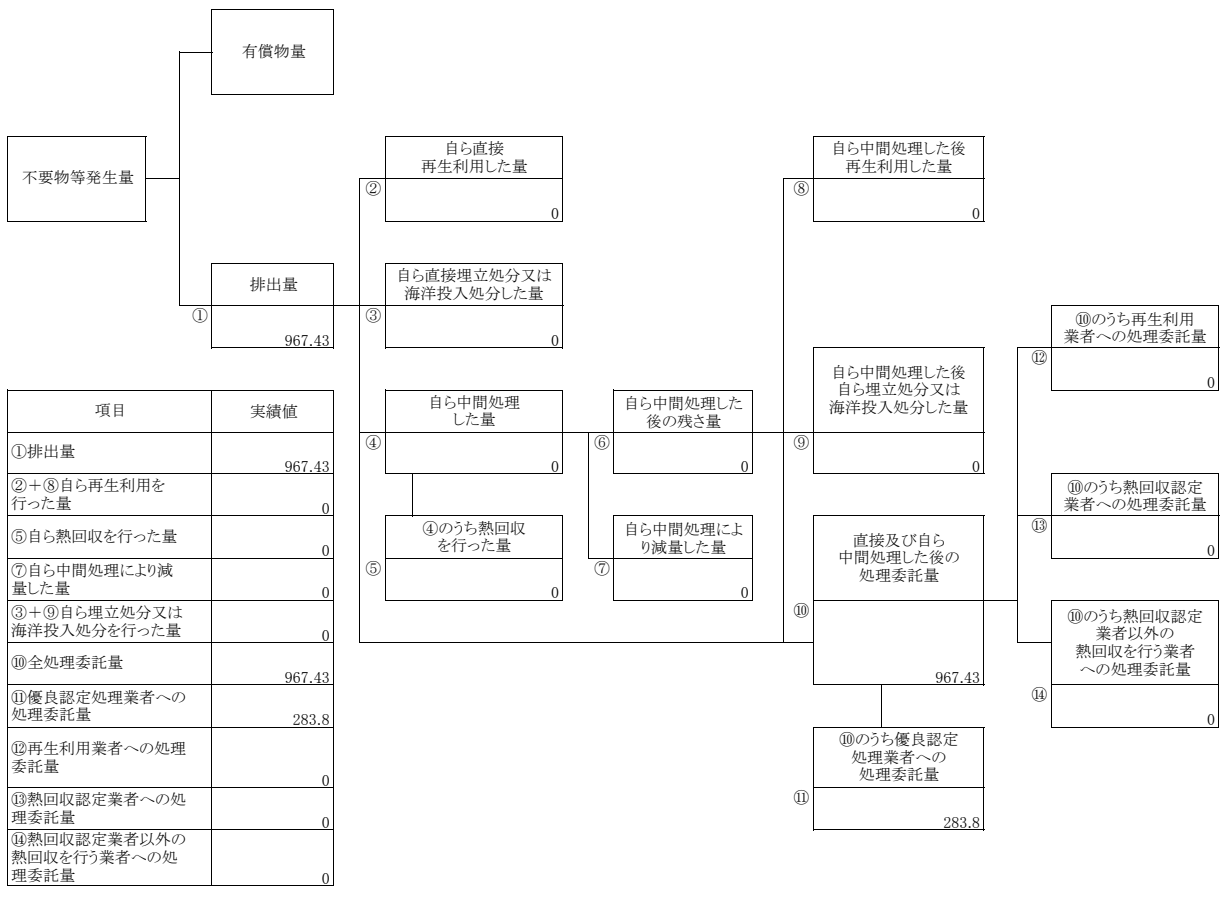 有償物量
不要物等発生量
排出量
①
967.43
自ら直接
再生利用した量
②
0
自ら直接埋立処分又は
海洋投入処分した量
③
0
自ら中間処理
した量
④
0
④のうち熱回収
を行った量
⑤
0
自ら中間処理した
後の残さ量
⑥
0
自ら中間処理によ
り減量した量
⑦
0
自ら中間処理した後
再生利用した量
⑧
0
自ら中間処理した後
自ら埋立処分又は
海洋投入処分した量
⑨
0
直接及び自ら
中間処理した後の
処理委託量
⑩
967.43
⑩のうち優良認定
処理業者への
処理委託量
⑪
283.8
⑩のうち再生利用
業者への処理委託量
⑫
0
⑩のうち熱回収認定
業者への処理委託量
⑬
0
⑩のうち熱回収認定
業者以外の
熱回収を行う業者
への処理委託量
⑭
0
項目 実績値
①排出量
967.43
②＋⑧自ら再生利用を
行った量
0
⑤自ら熱回収を行った量
0
⑦自ら中間処理により減
量した量
0
③＋⑨自ら埋立処分又は
海洋投入処分を行った量
0
⑩全処理委託量
967.43
⑪優良認定処理業者への
処理委託量
283.8
⑫再生利用業者への処理
委託量
0
⑬熱回収認定業者への処
理委託量
0
⑭熱回収認定業者以外の
熱回収を行う業者への処
理委託量
0